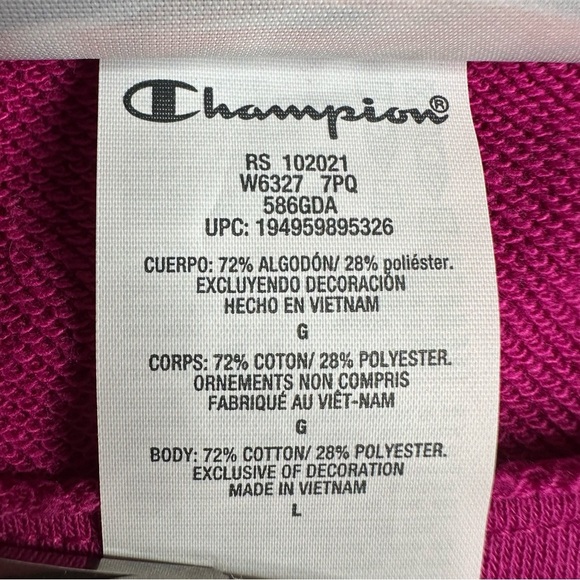 Champion®
RS 102021
W6327 7PQ
586GDA
UPC: 194959895326
CUERPO: 72% ALGODÓN/ 28% poliéster.
EXCLUYENDO DECORACIÓN
HECHO EN VIETNAM
G
CORPS: 72% COTON/ 28% POLYESTER.
ORNEMENTS NON COMPRIS
FABRIQUÉ AU VIÊT-NAM
G
BODY: 72% COTTON/ 28% POLYESTER.
EXCLUSIVE OF DECORATION
MADE IN VIETNAM
L